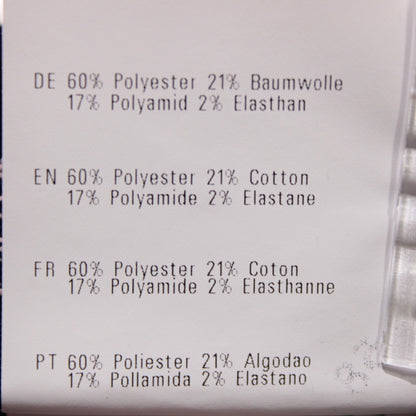 DE 60% Polyester 21% Baumwolle
17% Polyamid 2% Elasthan
EN 60% Polyester 21% Cotton
17% Polyamide 2% Elastane
FR 60% Polyester 21% Coton
17% Polyamide 2% Elasthanne
PT 60% Poliester 21% Algodao
17% Pollamida 2% Elastano